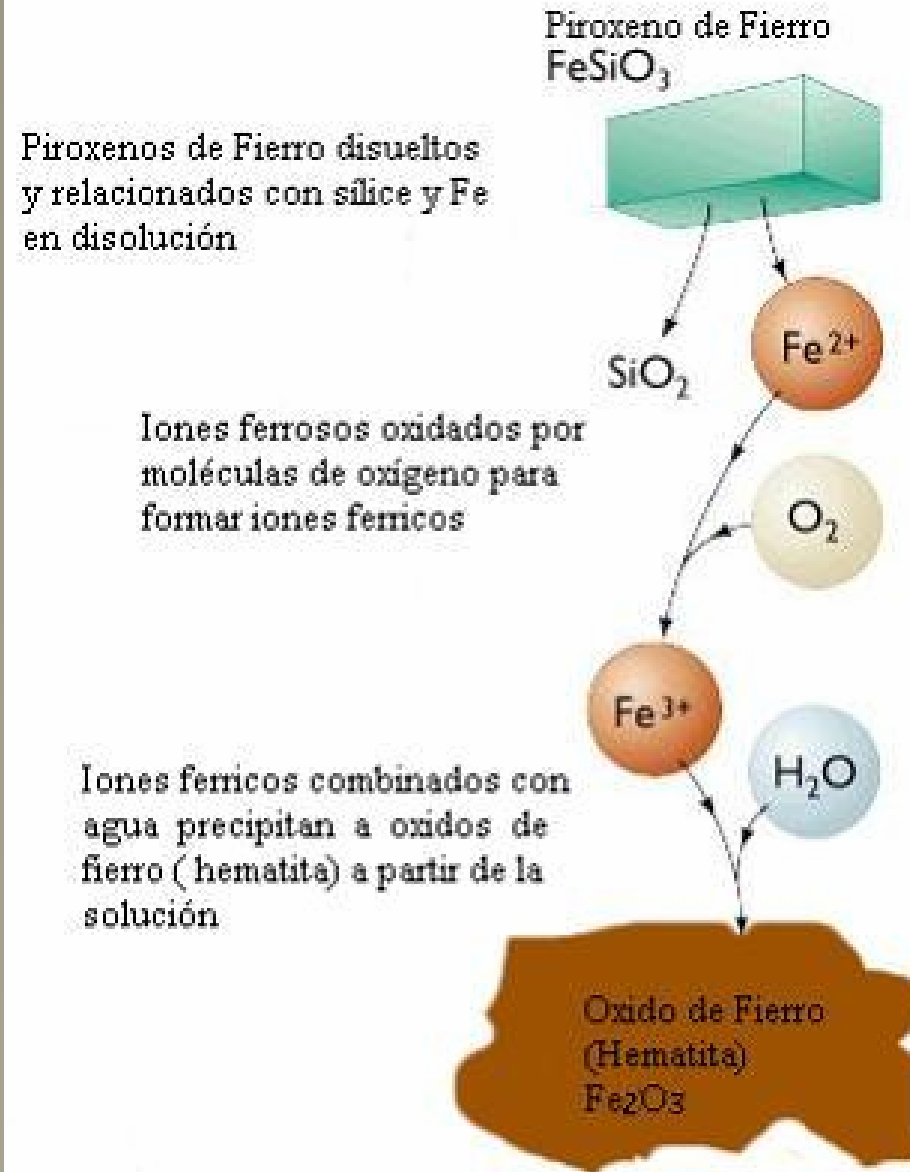 Piroxeno de Fierro
FeSiO₃
Piroxenos de Fierro disueltos
y relacionados con sílice y Fe
en disolución
Fe²⁺
SiO₂
Iones ferrosos oxidados por
moléculas de oxígeno para
formar iones ferricos
O₂
Fe³⁺
H₂O
Iones ferricos combinados con
agua precipitan a oxidos de
fierro ( hematita) a partir de la
solución
Oxido de Fierro
(Hematita)
Fe2O3